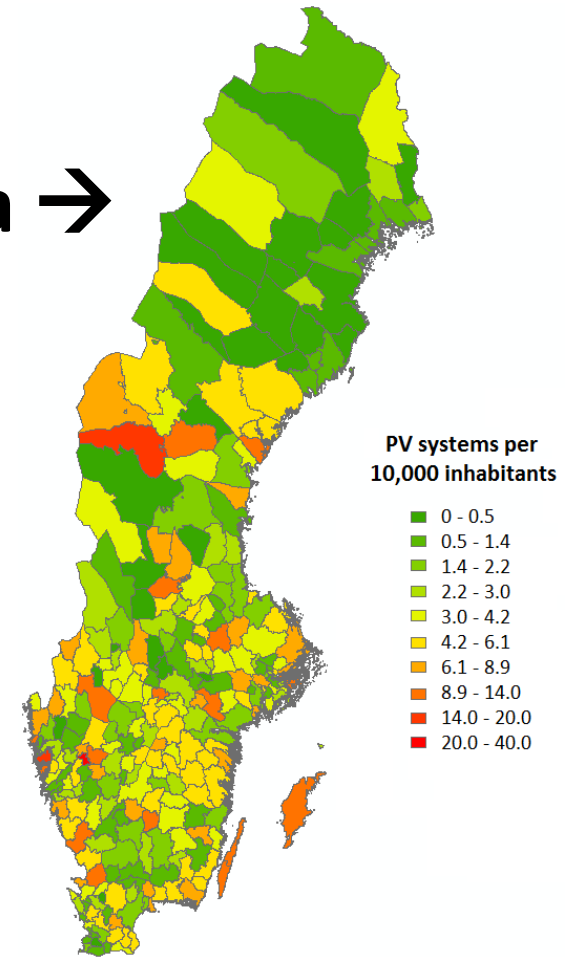 →
PV systems per
10,000 inhabitants
0 - 0.5
0.5 - 1.4
1.4 - 2.2
2.2 - 3.0
3.0 - 4.2
4.2 - 6.1
6.1 - 8.9
8.9 - 14.0
14.0 - 20.0
20.0 - 40.0